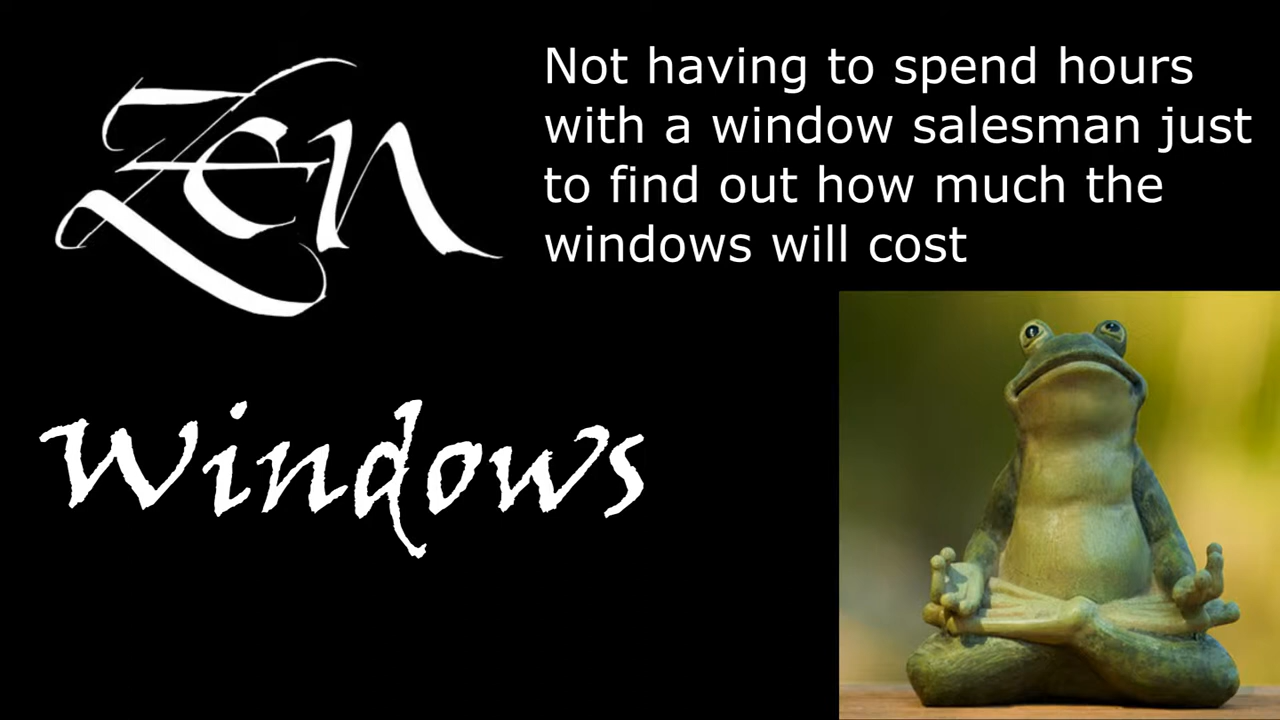 Zen
Windows
Not having to spend hours
with a window salesman just
to find out how much the
windows will cost